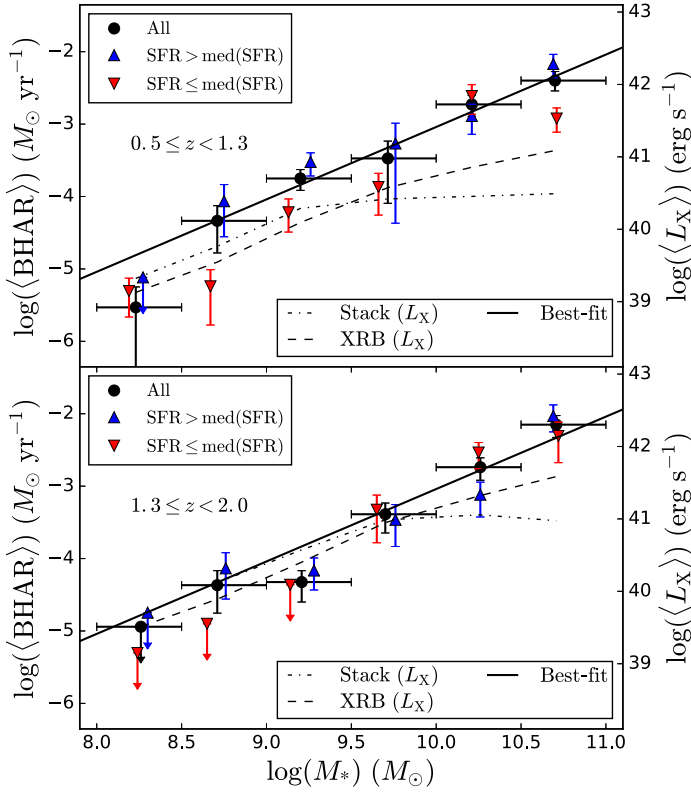 All
SFR > med(SFR)
SFR ≤ med(SFR)
0.5 ≤ z < 1.3
Stack (L_X)
XRB (L_X)
Best-fit
−2
−3
−4
−5
−6
log(⟨BHAR⟩) (M_⊙ yr^{−1})
43
42
41
40
39
log(⟨L_X⟩) (erg s^{−1})
All
SFR > med(SFR)
SFR ≤ med(SFR)
1.3 ≤ z < 2.0
Stack (L_X)
XRB (L_X)
Best-fit
−2
−3
−4
−5
−6
log(⟨BHAR⟩) (M_⊙ yr^{−1})
43
42
41
40
39
log(⟨L_X⟩) (erg s^{−1})
8.0 8.5 9.0 9.5 10.0 10.5 11.0
log(M_*) (M_⊙)